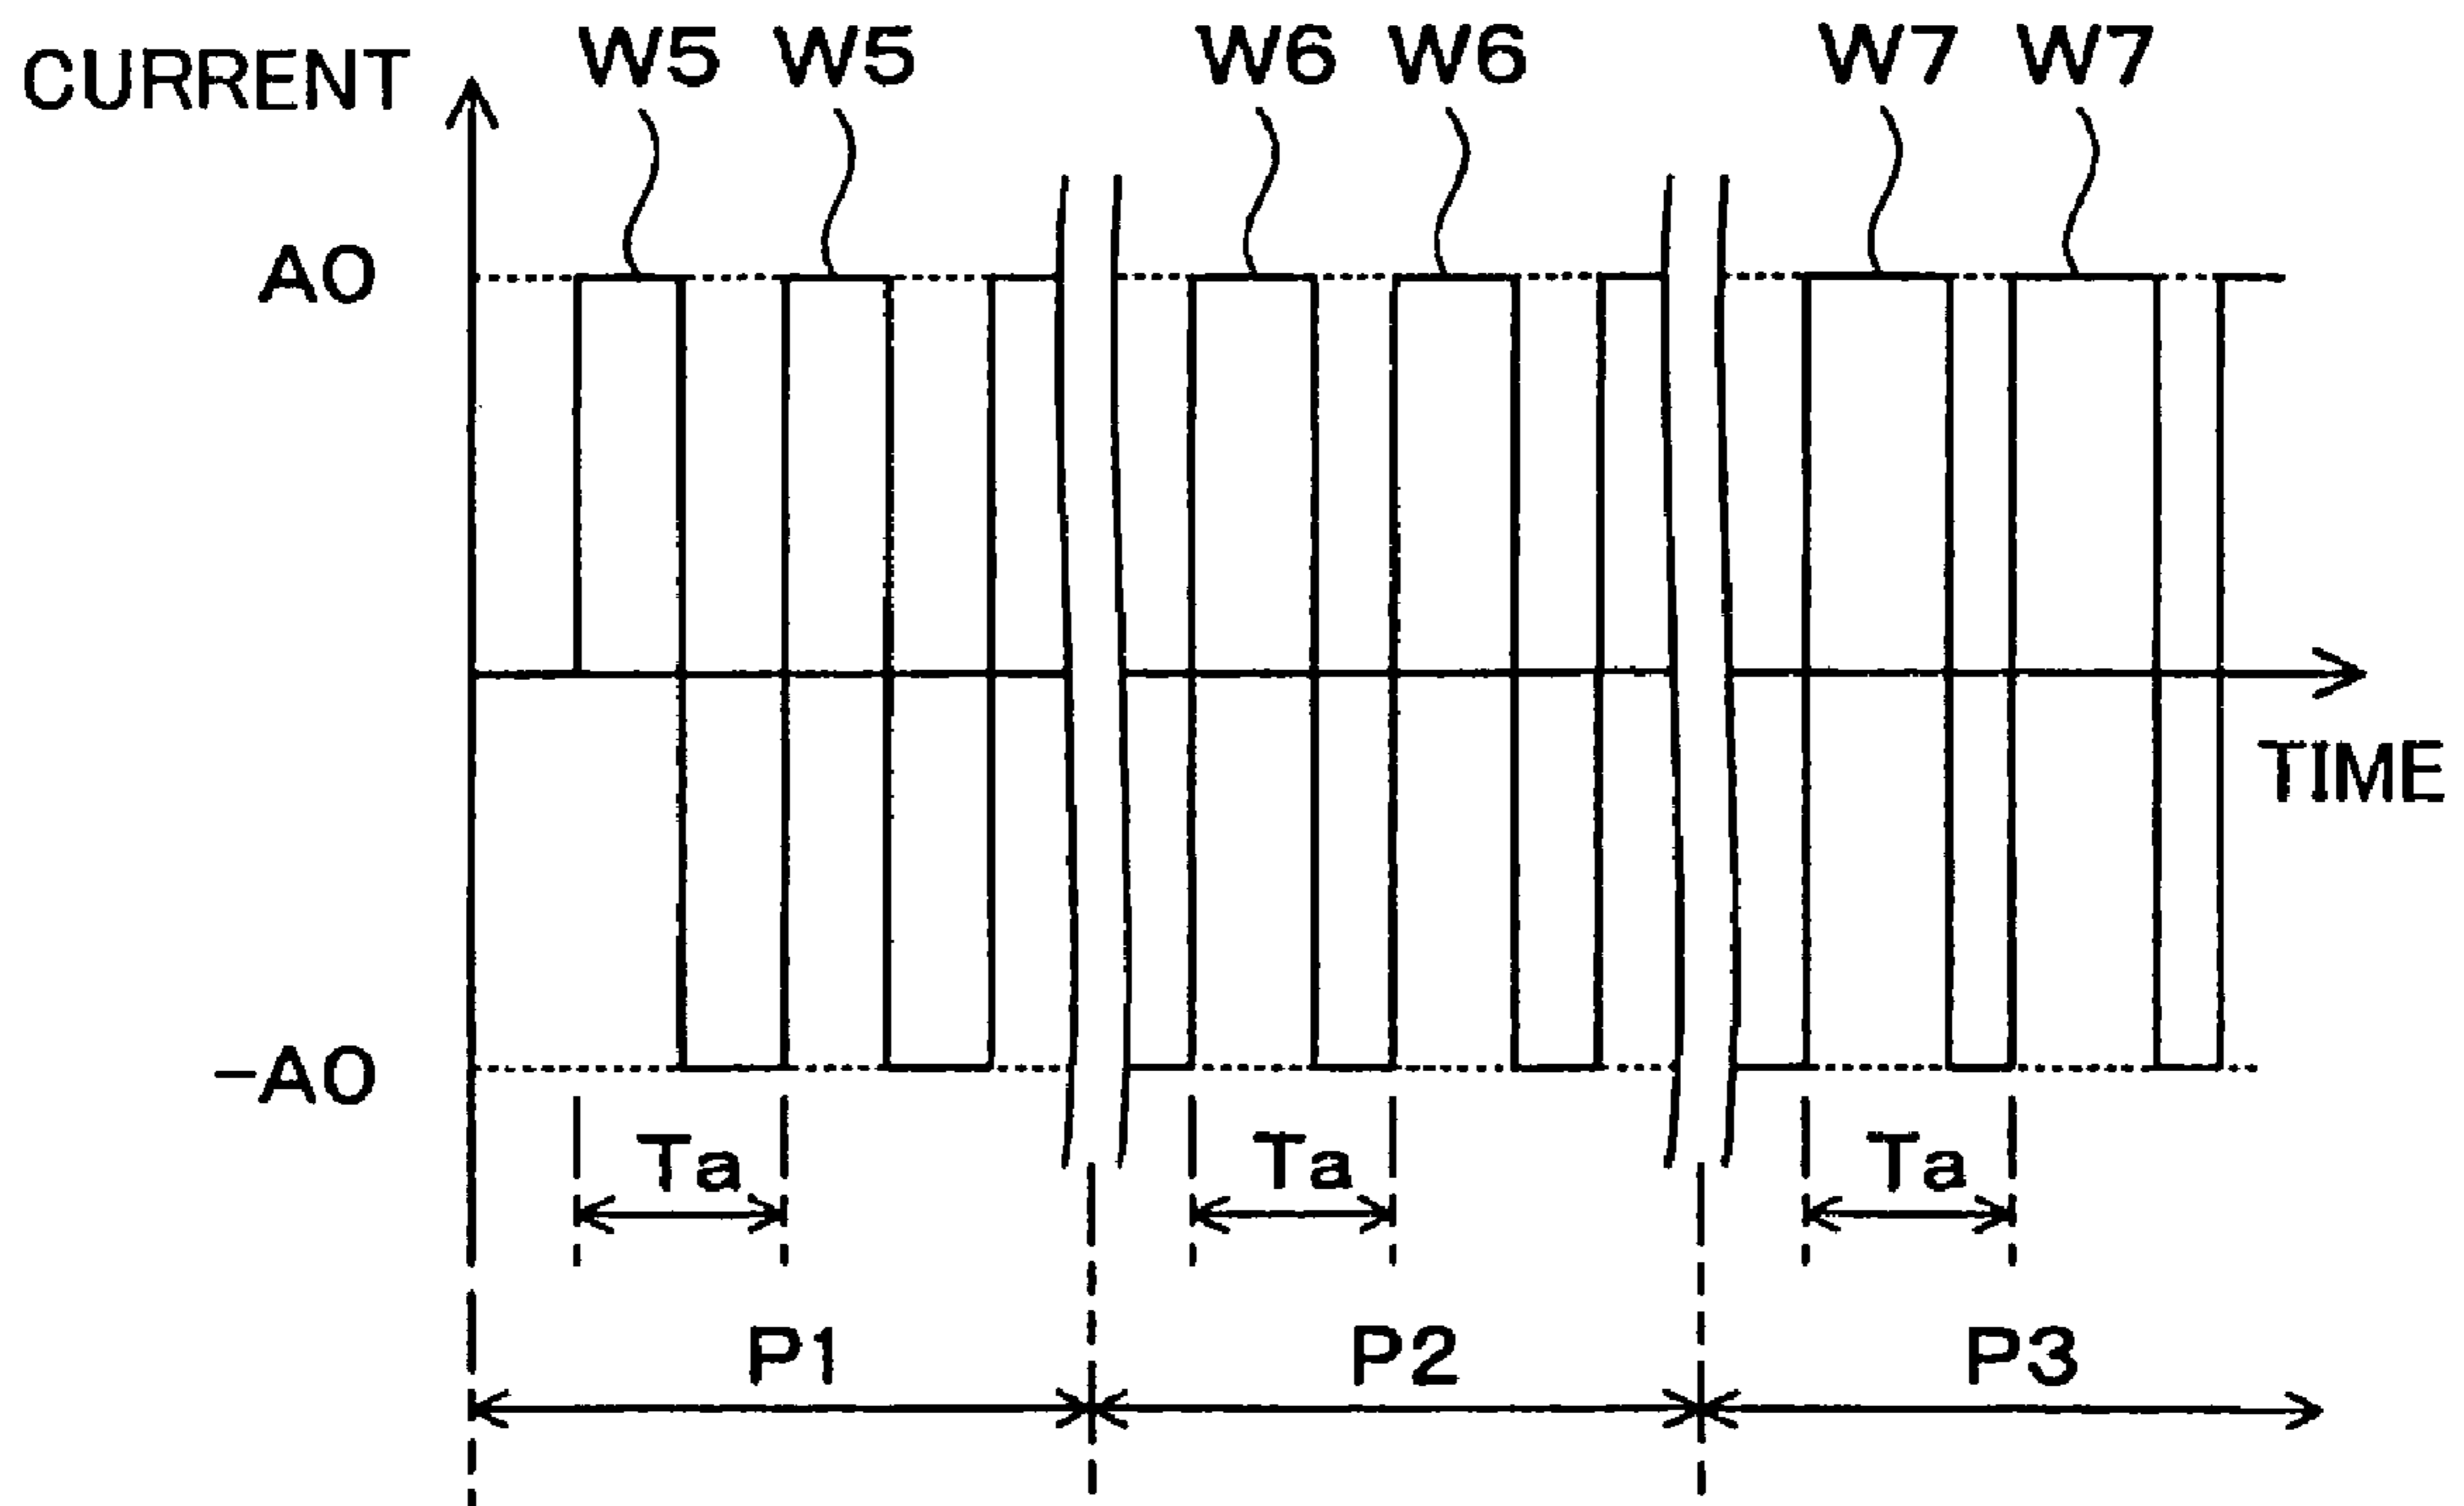 CURRENT
W5 W5 W6 W6 W7 W7
A0
TIME
-A0
Ta Ta Ta
P1 P2 P3